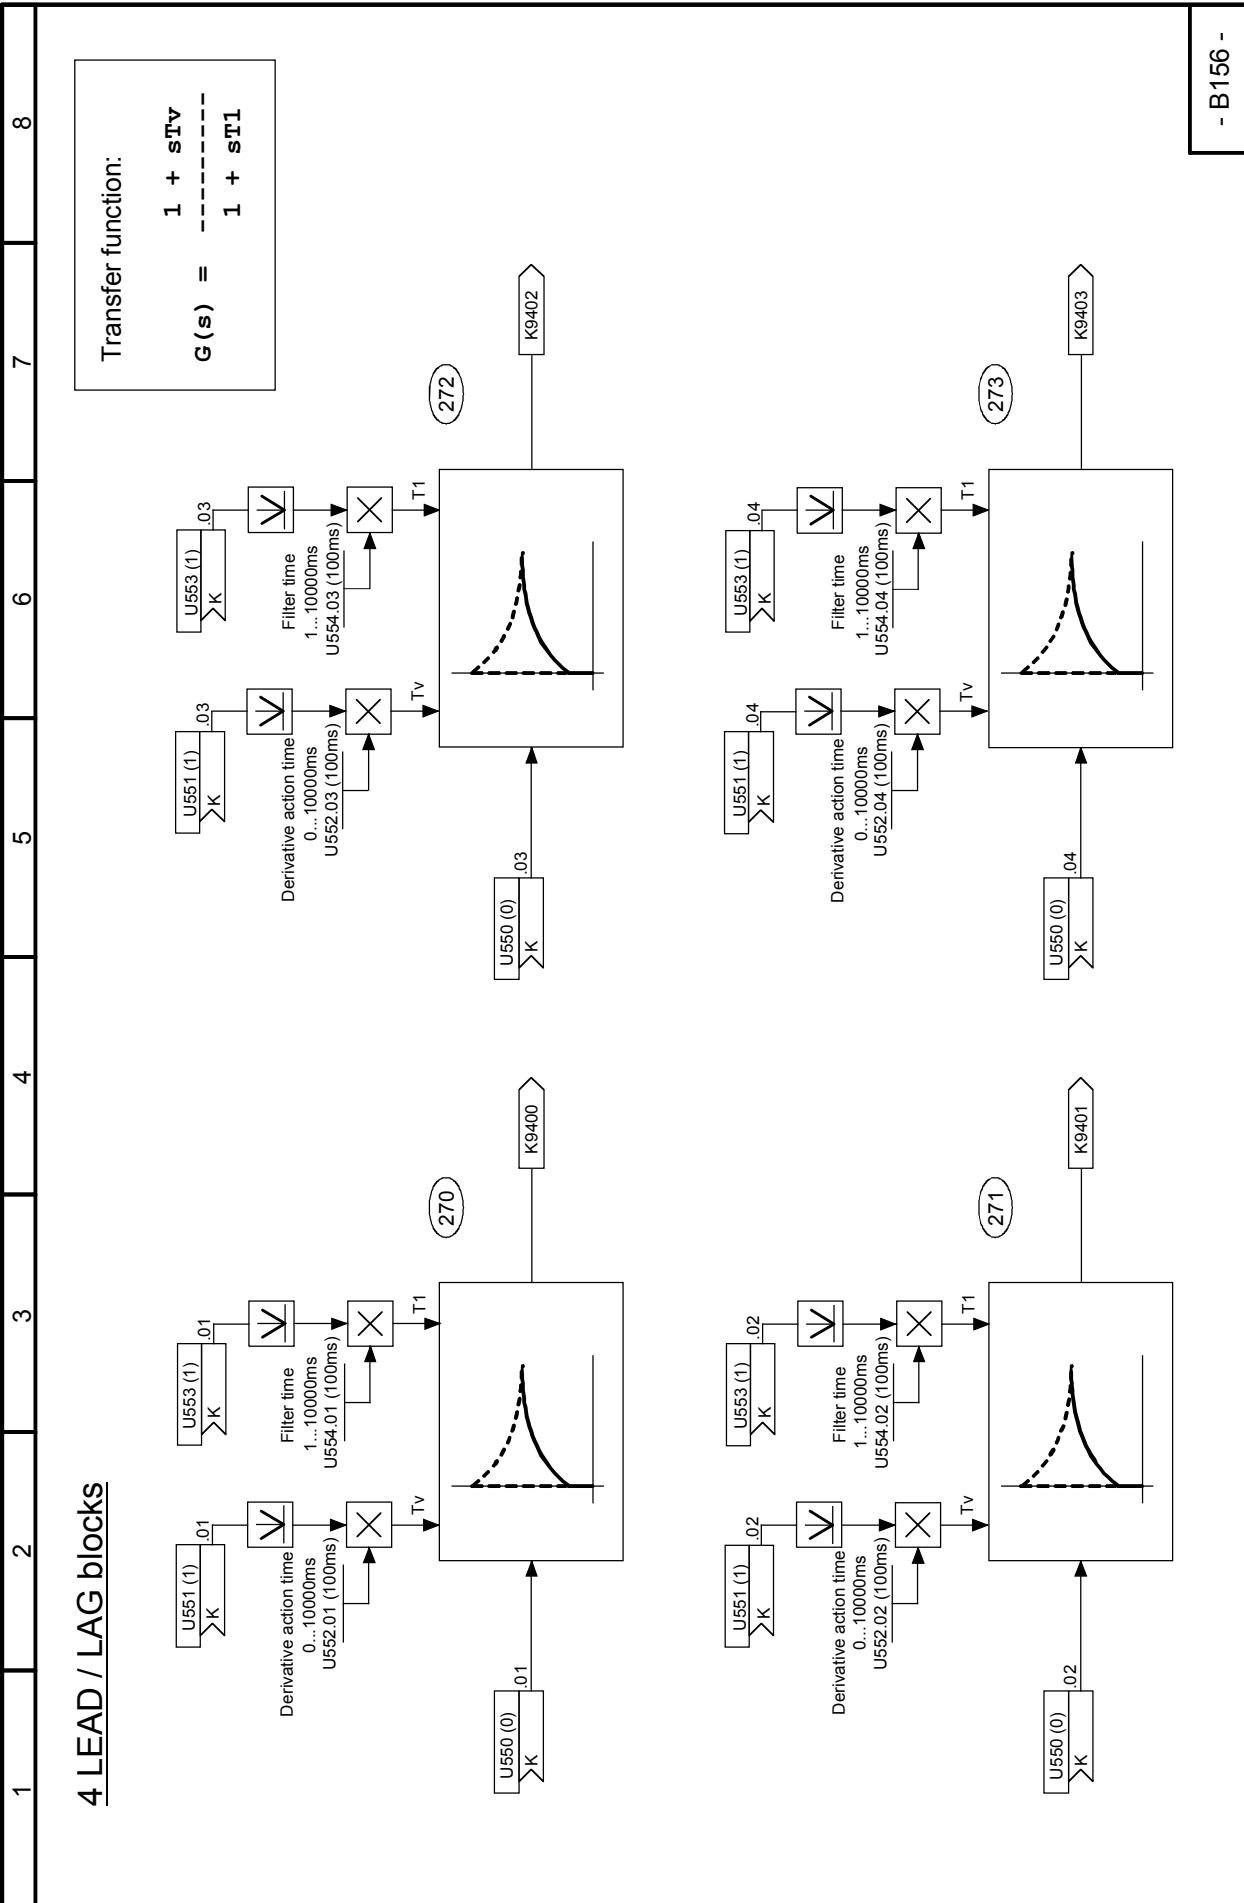 1
2
3
4
5
6
7
8
4 LEAD / LAG blocks
Transfer function:
1 + sTv
G(s) = ----------
1 + sT1
U551 (1)
K
.01
U553 (1)
K
.01
Derivative action time
0...10000ms
U552.01 (100ms)
Filter time
1...10000ms
U554.01 (100ms)
Tv
T1
270
U550 (0)
K
.01
K9400
U551 (1)
K
.03
U553 (1)
K
.03
Derivative action time
0...10000ms
U552.03 (100ms)
Filter time
1...10000ms
U554.03 (100ms)
Tv
T1
272
U550 (0)
K
.03
K9402
U551 (1)
K
.02
U553 (1)
K
.02
Derivative action time
0...10000ms
U552.02 (100ms)
Filter time
1...10000ms
U554.02 (100ms)
Tv
T1
271
U550 (0)
K
.02
K9401
U551 (1)
K
.04
U553 (1)
K
.04
Derivative action time
0...10000ms
U552.04 (100ms)
Filter time
1...10000ms
U554.04 (100ms)
Tv
T1
273
U550 (0)
K
.04
K9403
- B156 -